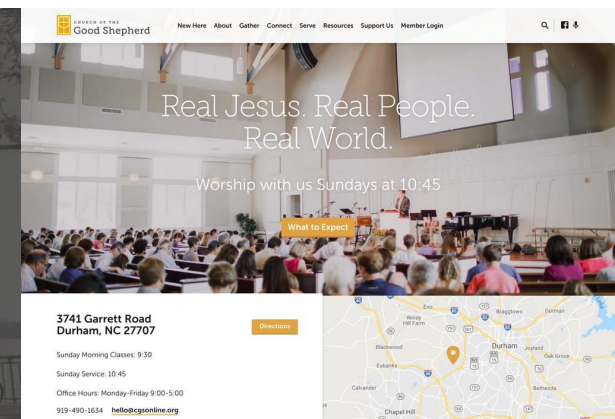 CHURCH OF THE
Good Shepherd
New Here About Gather Connect Serve Resources Support Us Member Login
Real Jesus. Real People.
Real World.
Worship with us Sundays at 10:45
What to Expect
3741 Garrett Road
Durham, NC 27707
Directions
Sunday Morning Classes: 9:30
Sunday Service: 10:45
Office Hours: Monday-Friday 9:00-5:00
919-490-1634 hello@cgsonline.org
Eno
Windy
Hill Farm
Braggtown
Gorman
751
501
Blackwood
Durham
Joyland
Oak Grove
Eubanks
Bethesda
Calvander
Chapel Hill
147